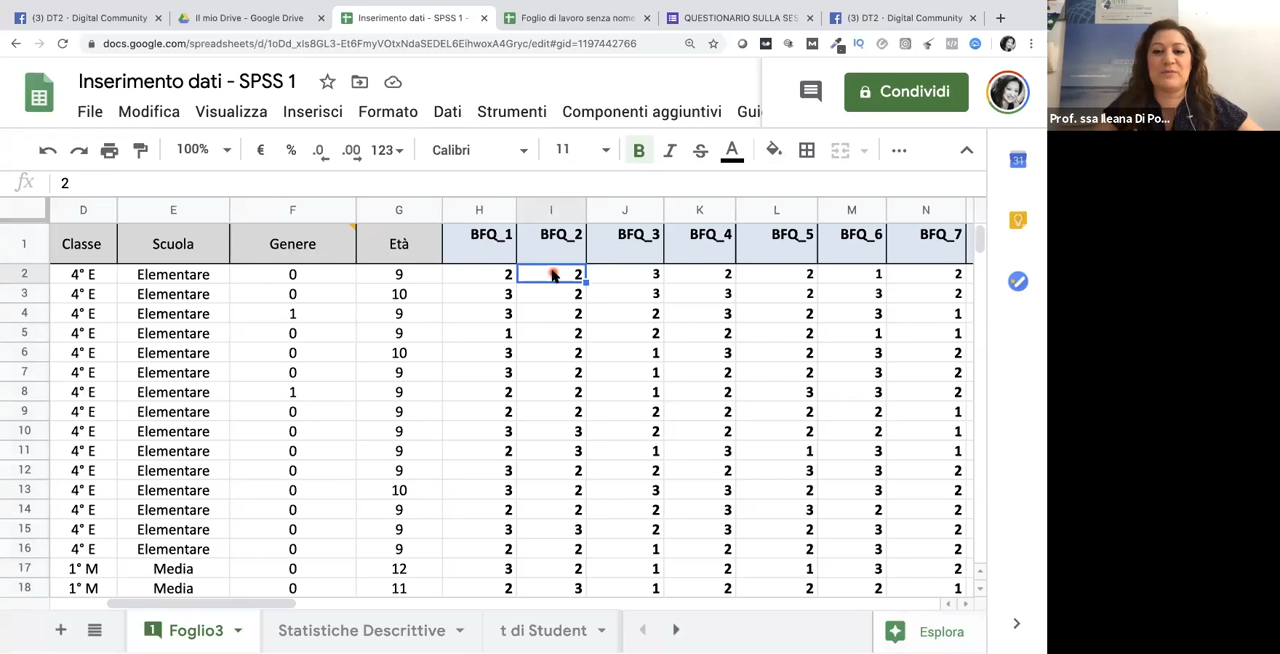 (3) DT2 - Digital Community
Il mio Drive - Google Drive
Inserimento dati - SPSS 1 -
Foglio di lavoro senza nome
QUESTIONARIO SULLA SES
(3) DT2 - Digital Community
docs.google.com/spreadsheets/d/1oDd_xls8GL3-Et6FmyVOtxNdaSEDEL6EihwoxA4Gryc/edit#gid=1197442766
Inserimento dati - SPSS 1
Condividi
File Modifica Visualizza Inserisci Formato Dati Strumenti Componenti aggiuntivi Gui
100% € % .0 .00 123 Calibri 11 B I S A
fx 2
D E F G H I J K L M N
1 Classe Scuola Genere Età BFQ_1 BFQ_2 BFQ_3 BFQ_4 BFQ_5 BFQ_6 BFQ_7
2 4° E Elementare 0 9 2 2 3 2 2 1 2
3 4° E Elementare 0 10 3 2 3 3 2 3 2
4 4° E Elementare 1 9 3 2 2 3 2 3 1
5 4° E Elementare 0 9 1 2 2 2 2 1 1
6 4° E Elementare 0 10 3 2 1 3 2 3 2
7 4° E Elementare 0 9 3 2 1 2 2 3 2
8 4° E Elementare 1 9 2 2 1 2 3 3 2
9 4° E Elementare 0 9 2 2 2 2 2 2 1
10 4° E Elementare 0 9 3 3 2 2 2 2 1
11 4° E Elementare 0 9 2 3 1 3 1 3 1
12 4° E Elementare 0 9 3 2 2 2 3 3 2
13 4° E Elementare 0 10 3 2 3 3 2 3 2
14 4° E Elementare 0 9 2 2 2 3 3 2 2
15 4° E Elementare 0 9 3 3 2 3 2 3 2
16 4° E Elementare 0 9 2 2 1 2 2 3 2
17 1° M Media 0 12 3 2 1 2 1 3 2
18 1° M Media 0 11 2 3 1 2 2 2 1
1 Foglio3 Statistiche Descrittive t di Student Esplora
31
Prof. ssa Ileana Di Po...